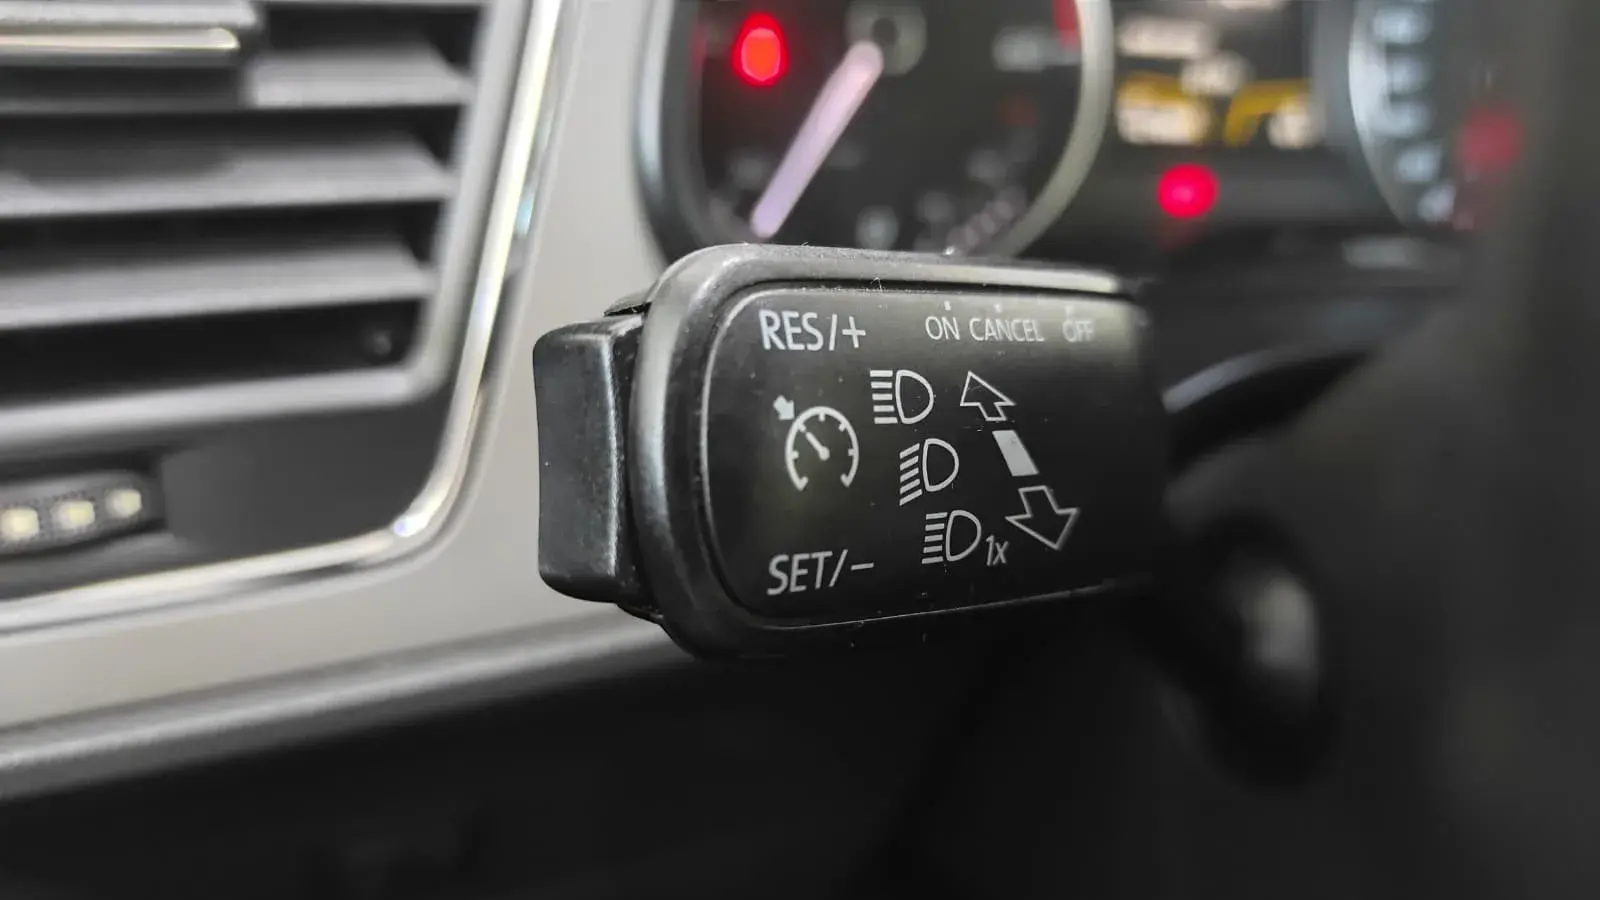 RES/+ ON CANCEL OFF
1x
SET/−